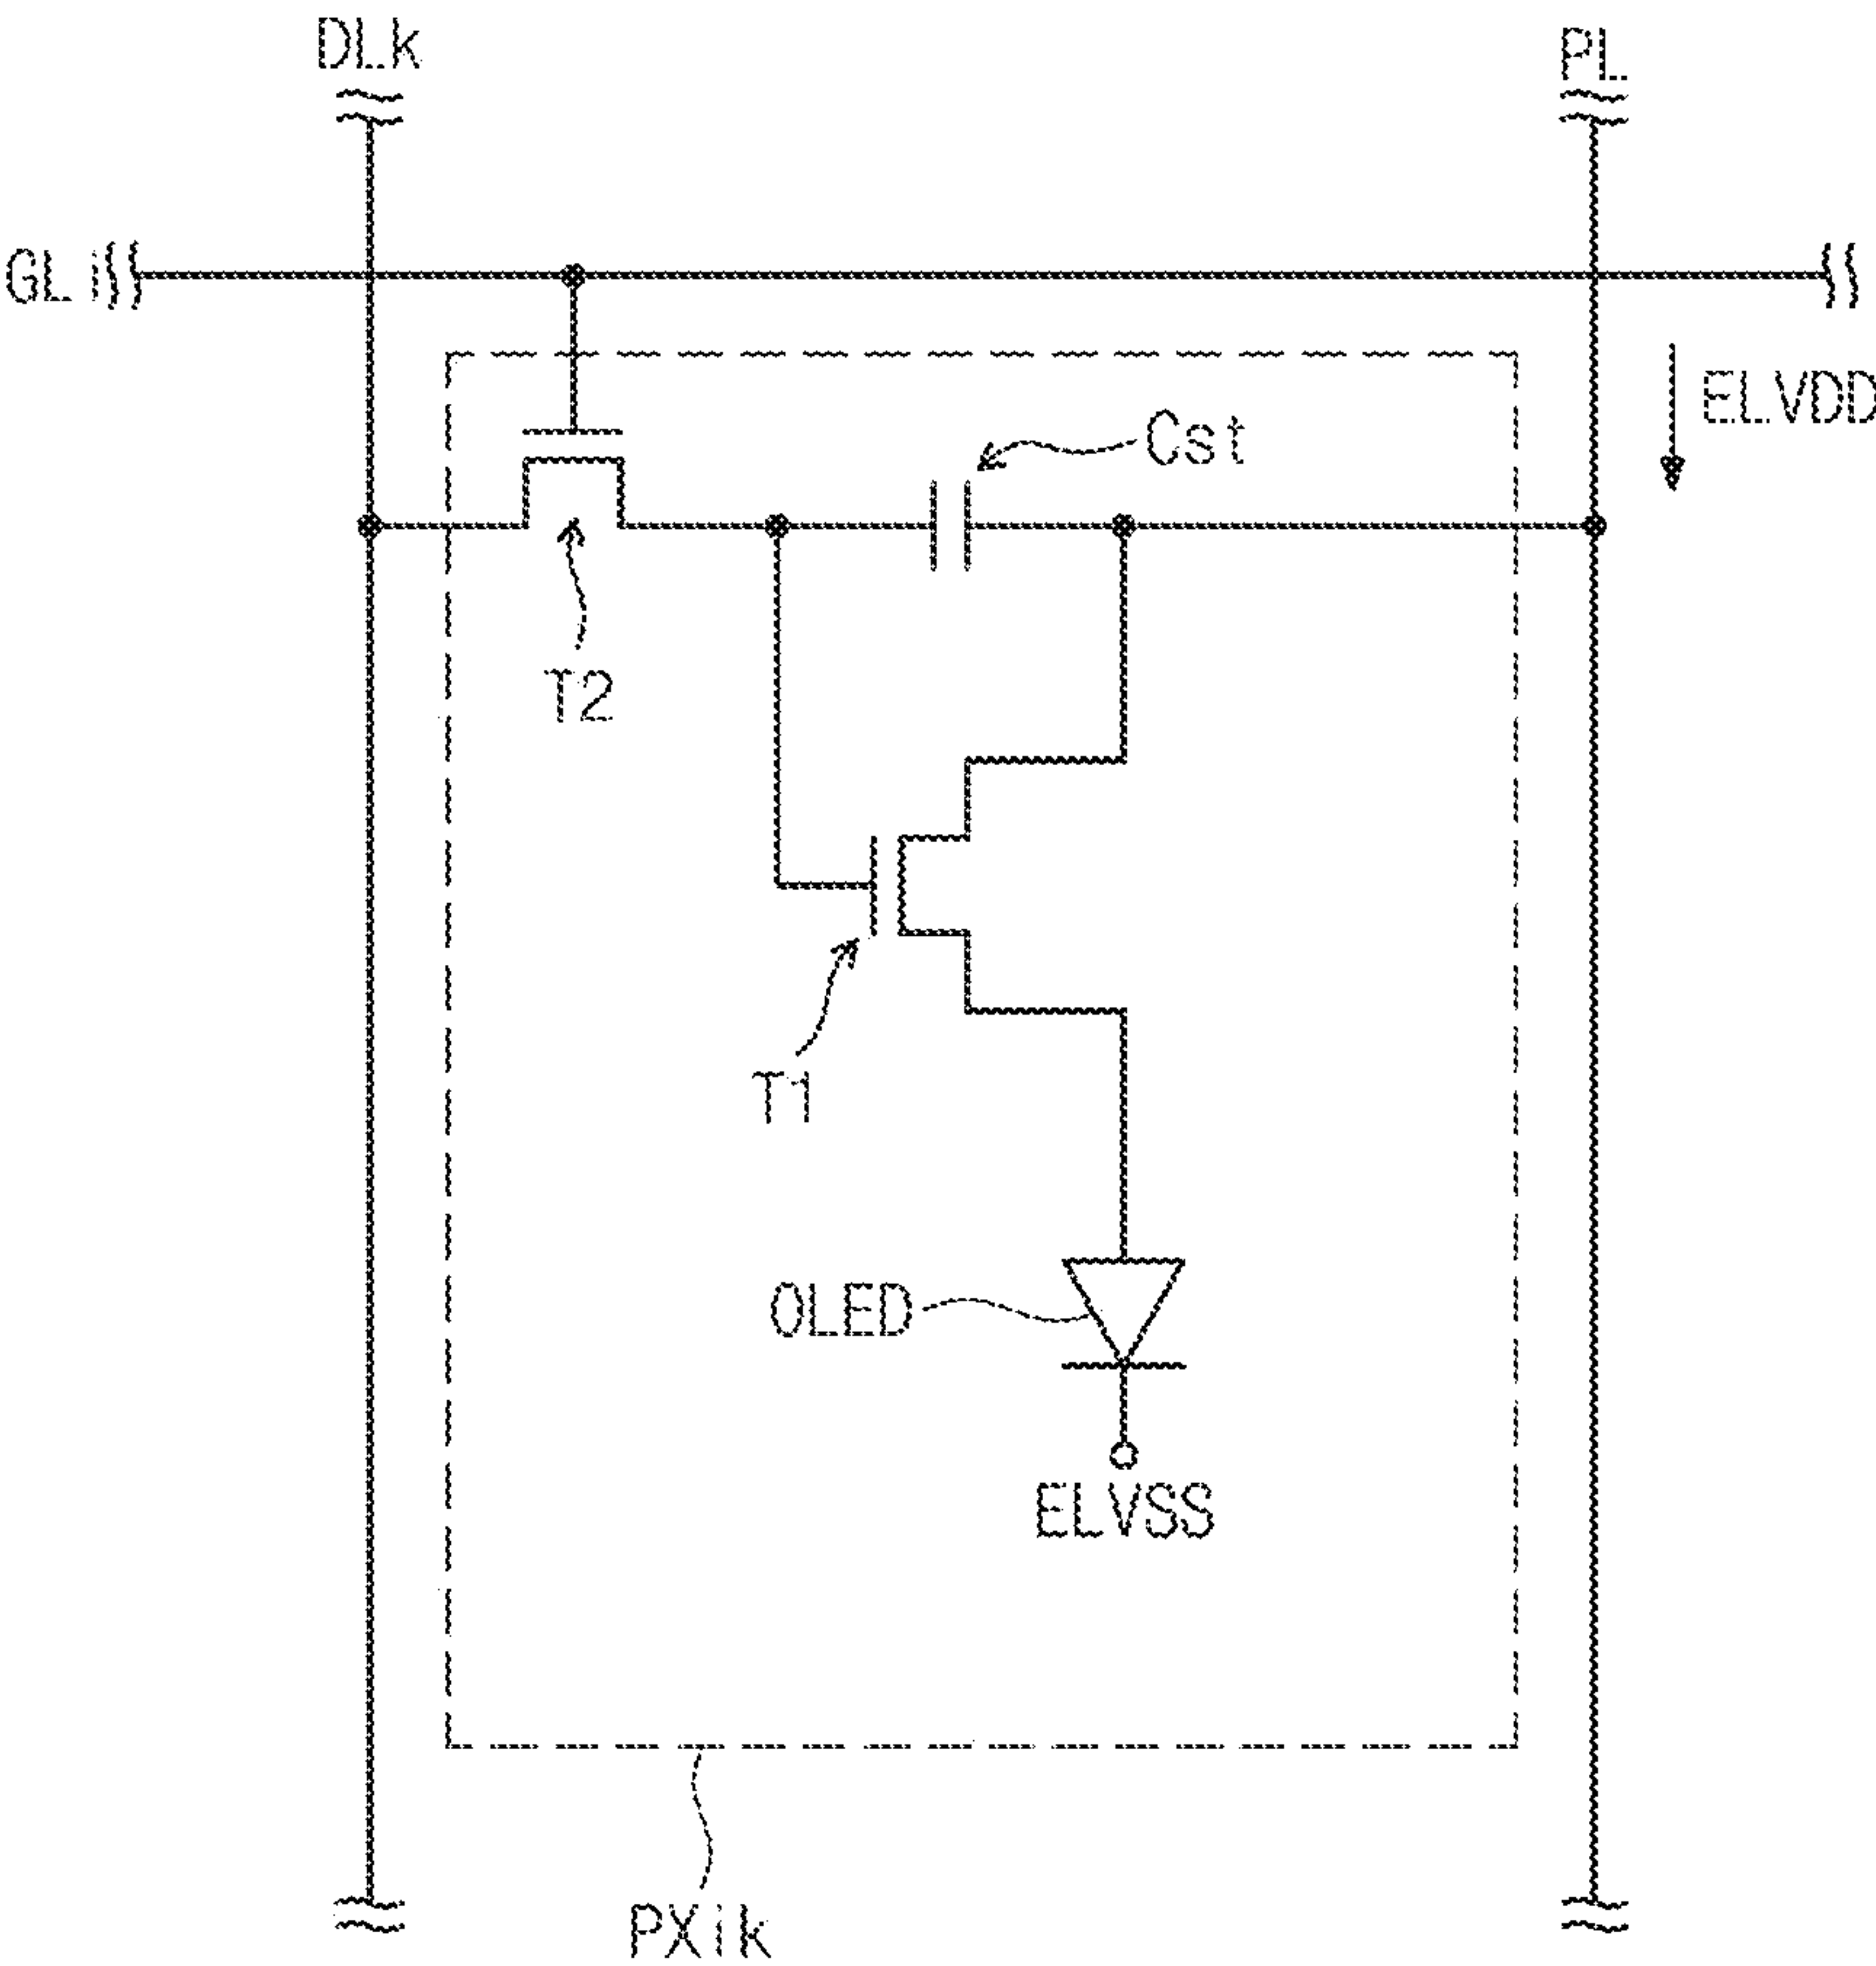 DLk
PL
GLi
ELVDD
Cst
T2
T1
OLED
ELVSS
PXik